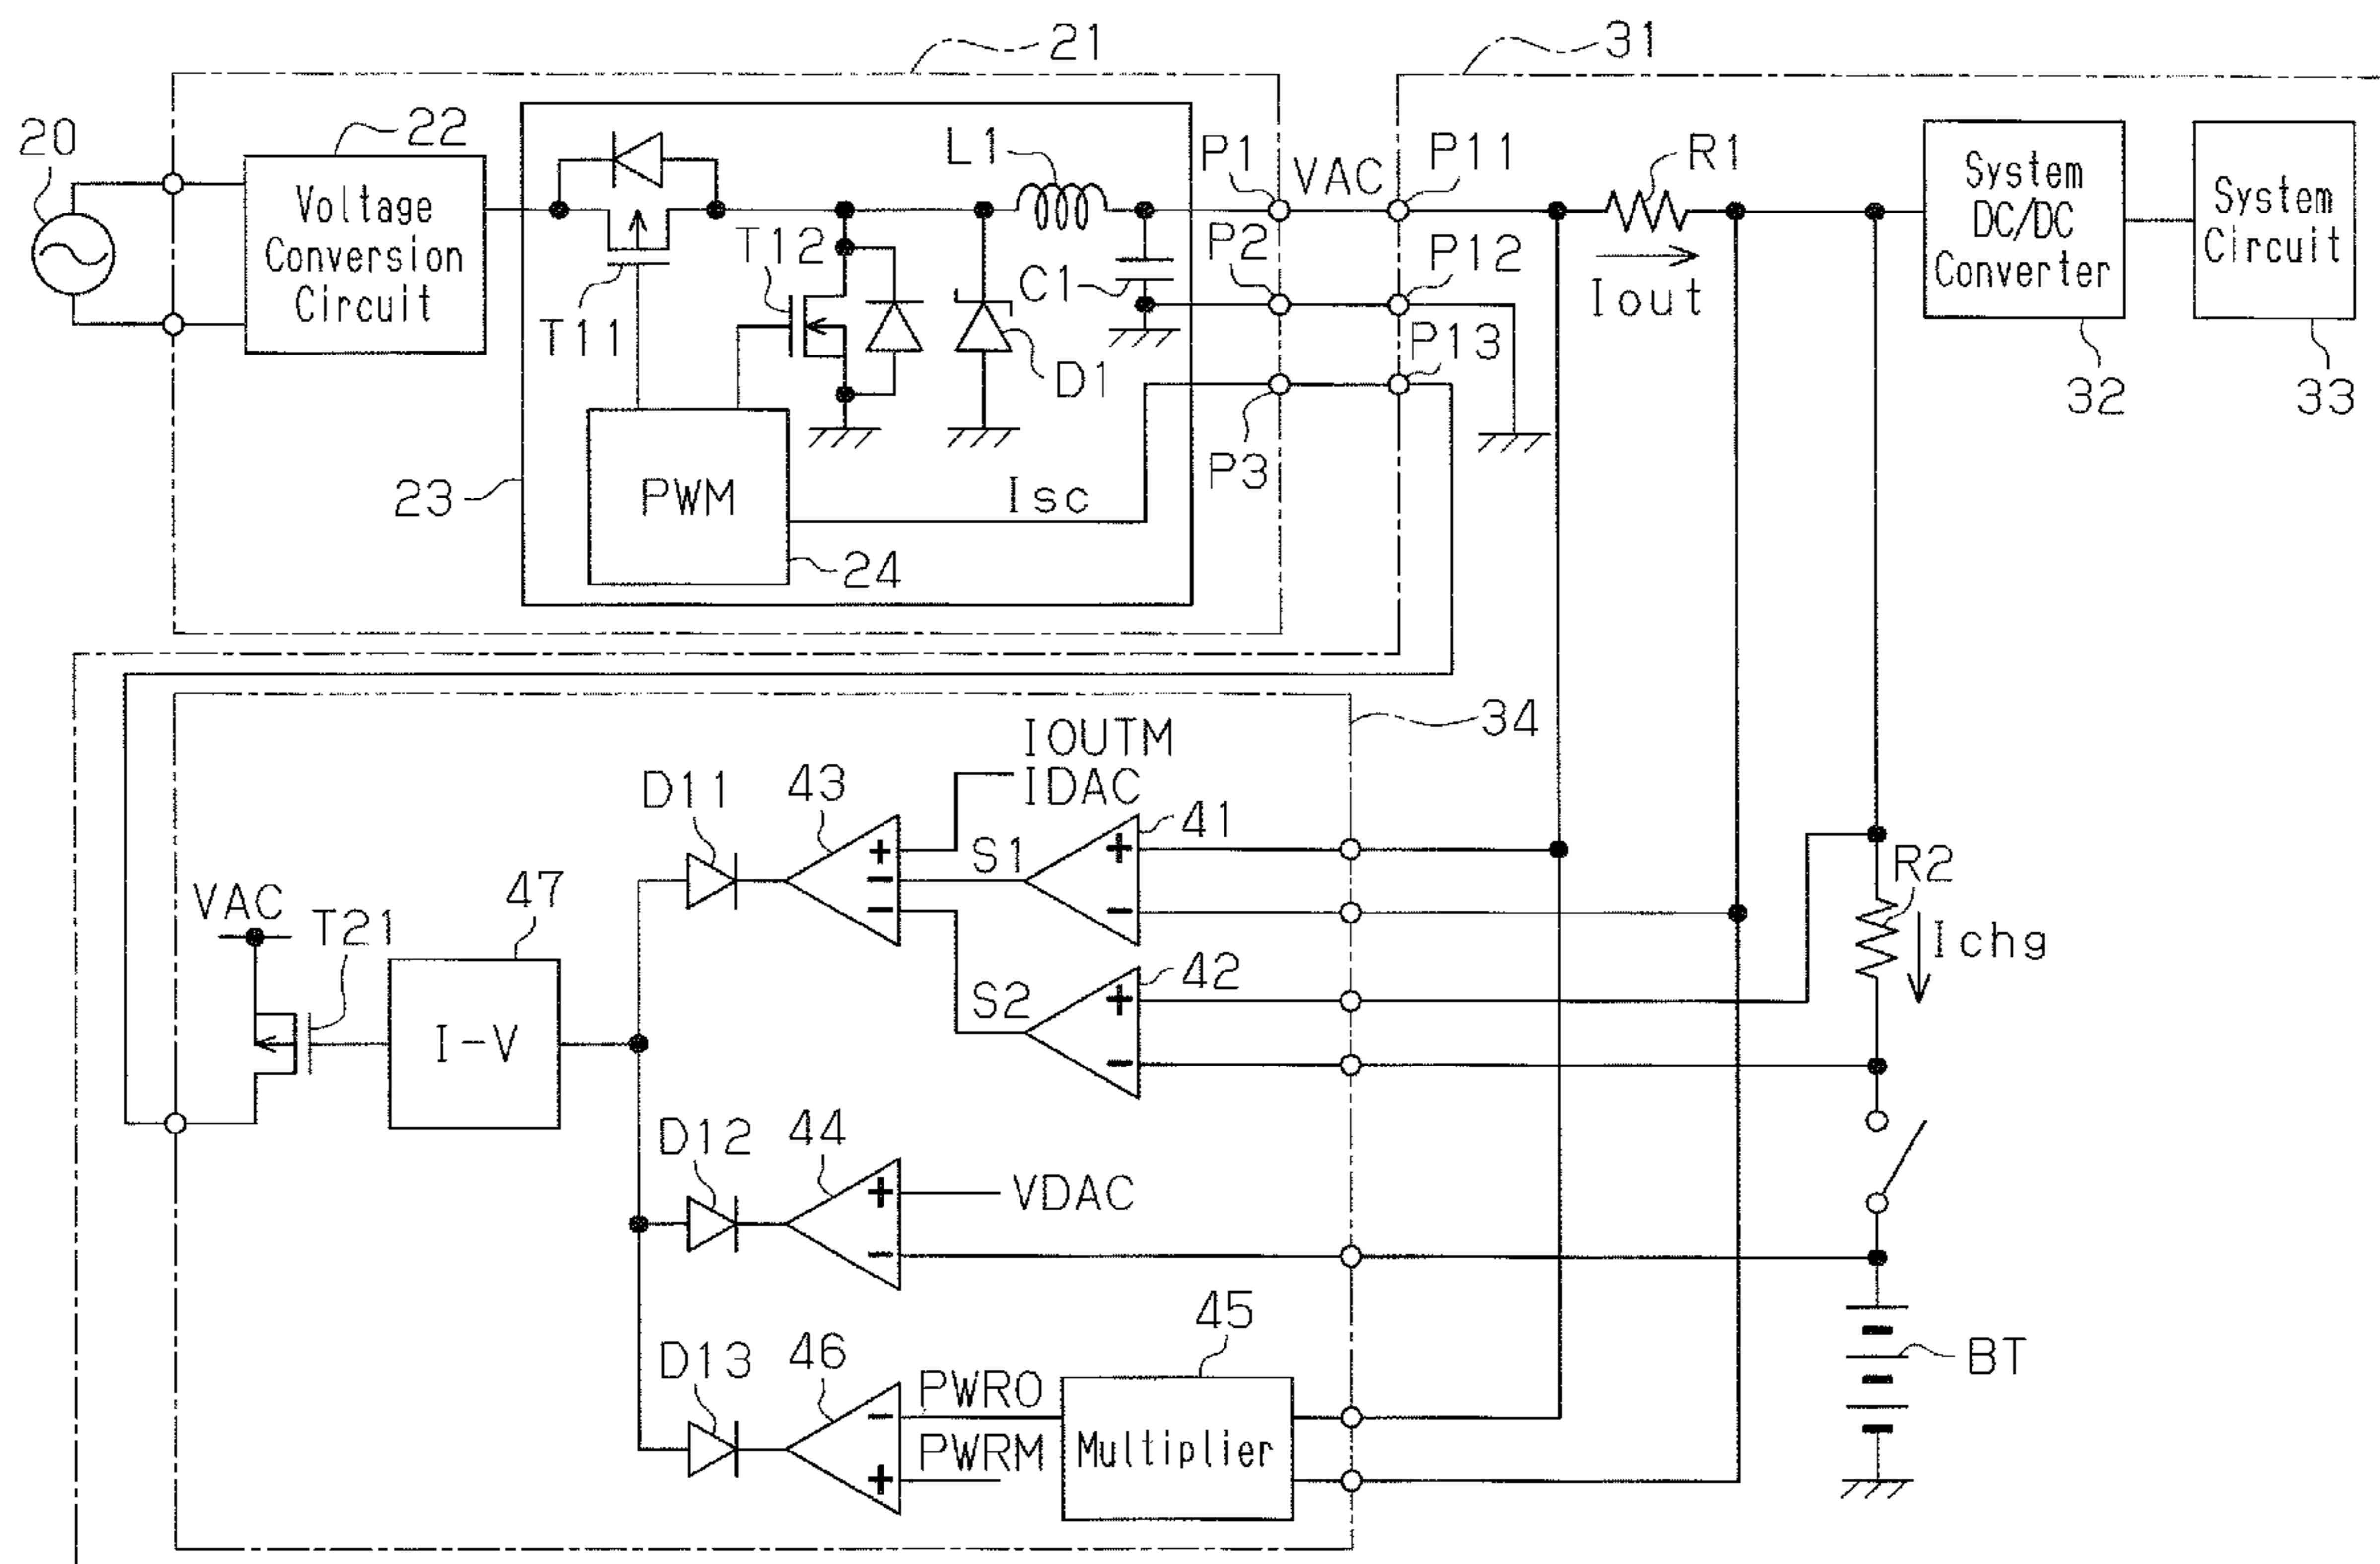 21
31
20
22
Voltage
Conversion
Circuit
T11
T12
L1
C1
D1
P1
VAC
P11
P2
P12
P13
P3
R1
Iout
System
DC/DC
Converter
System
Circuit
32
33
23
PWM
24
Isc
34
IOUTM
IDAC
D11
43
S1
41
47
VAC
T21
I-V
S2
42
R2
Ichg
D12
44
VDAC
45
D13
46
PWRO
PWRM
Multiplier
BT